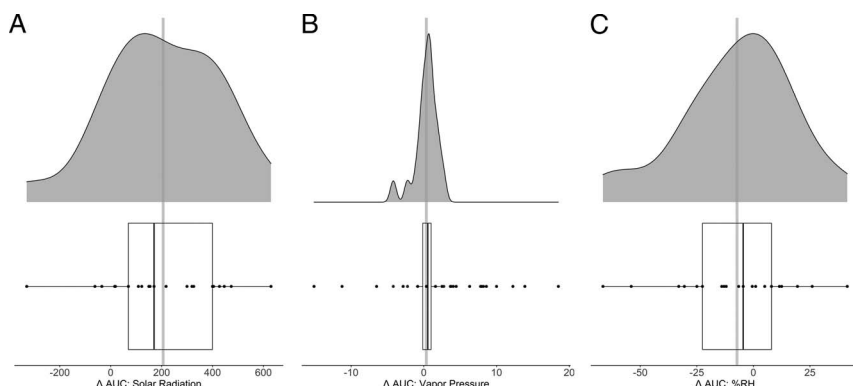 A B C
-200 0 200 400 600 -10 0 10 20 -50 -25 0 25
Δ AUC: Solar Radiation Δ AUC: Vapor Pressure Δ AUC: %RH